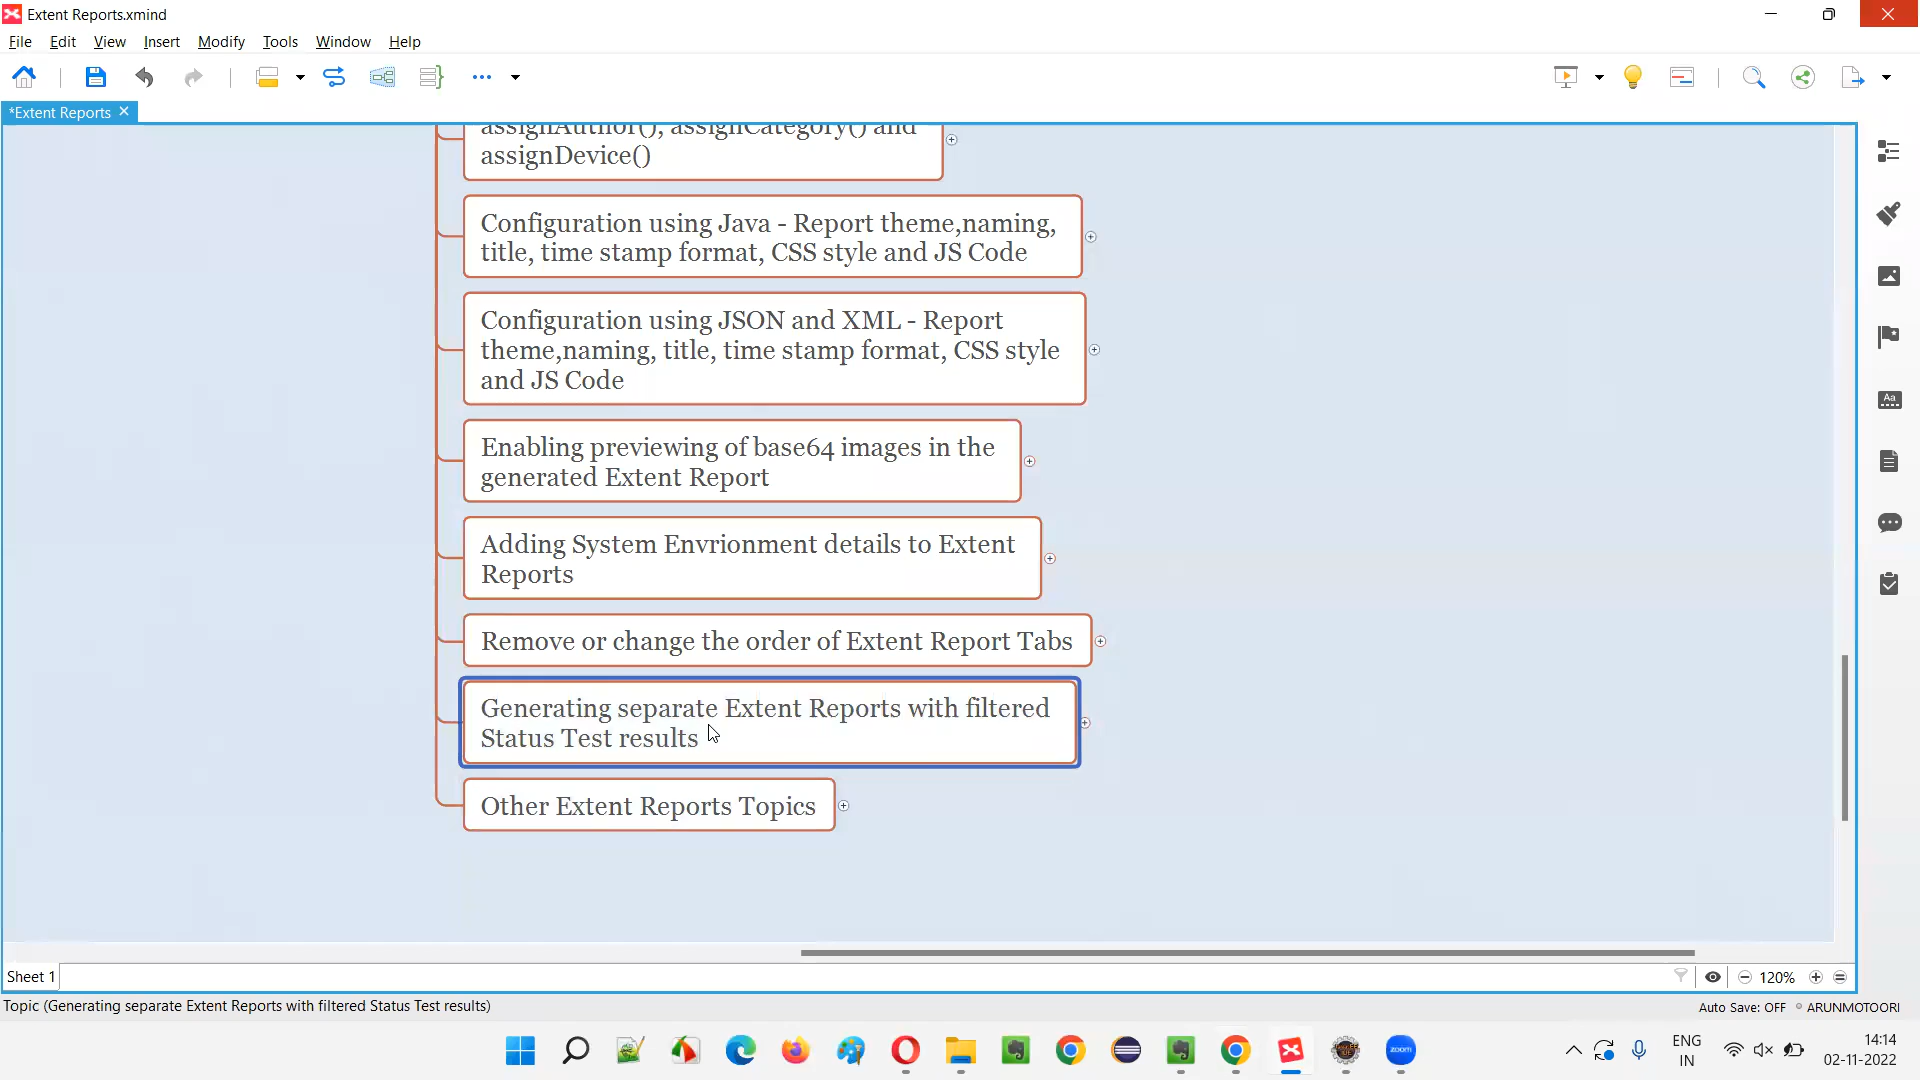 Extent Reports.xmind
File Edit View Insert Modify Tools Window Help
*Extent Reports
assignAuthor(), assignCategory() and
assignDevice()
Configuration using Java - Report theme,naming,
title, time stamp format, CSS style and JS Code
Configuration using JSON and XML - Report
theme,naming, title, time stamp format, CSS style
and JS Code
Enabling previewing of base64 images in the
generated Extent Report
Adding System Envrionment details to Extent
Reports
Remove or change the order of Extent Report Tabs
Generating separate Extent Reports with filtered
Status Test results
Other Extent Reports Topics
Aa
Sheet 1
120%
Topic (Generating separate Extent Reports with filtered Status Test results)
Auto Save: OFF ARUNMOTOORI
zoom
ENG
IN
14:14
02-11-2022